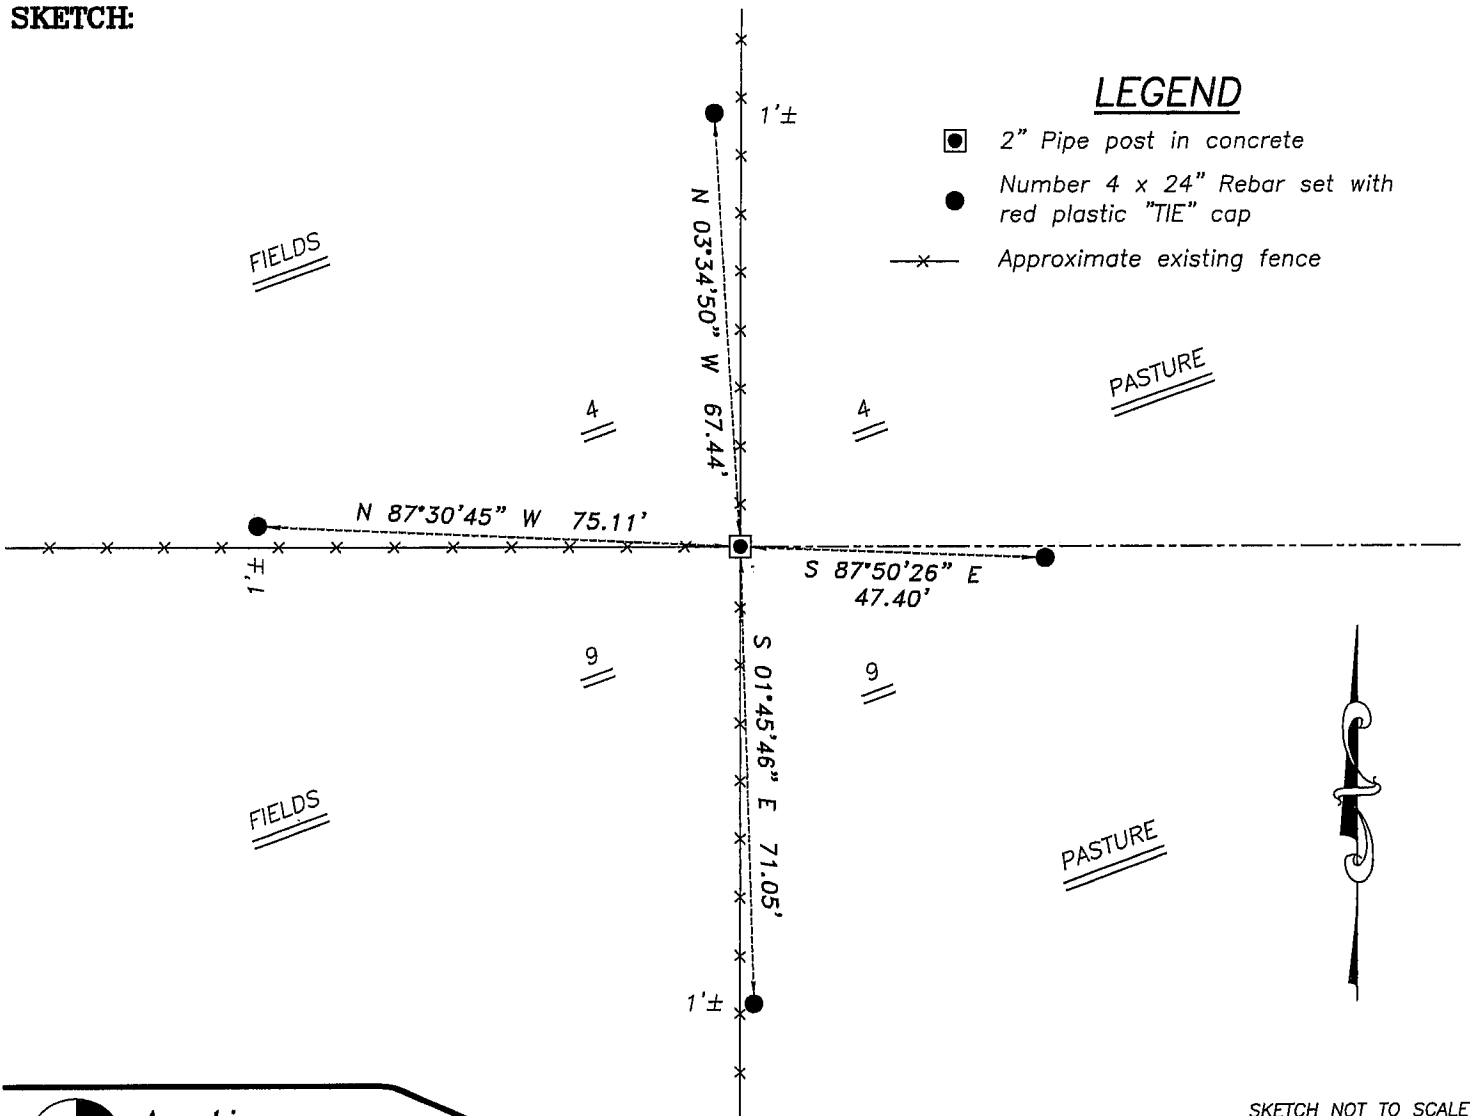 SKETCH:
LEGEND
2" Pipe post in concrete
Number 4 x 24" Rebar set with
red plastic "TIE" cap
Approximate existing fence
1'±
N 03°34'50" W 67.44'
FIELDS
PASTURE
4
4
N 87°30'45" W 75.11'
1'±
S 87°50'26" E
47.40'
9
9
S 01°45'46" E 71.05'
FIELDS
PASTURE
1'±
SKETCH NOT TO SCALE